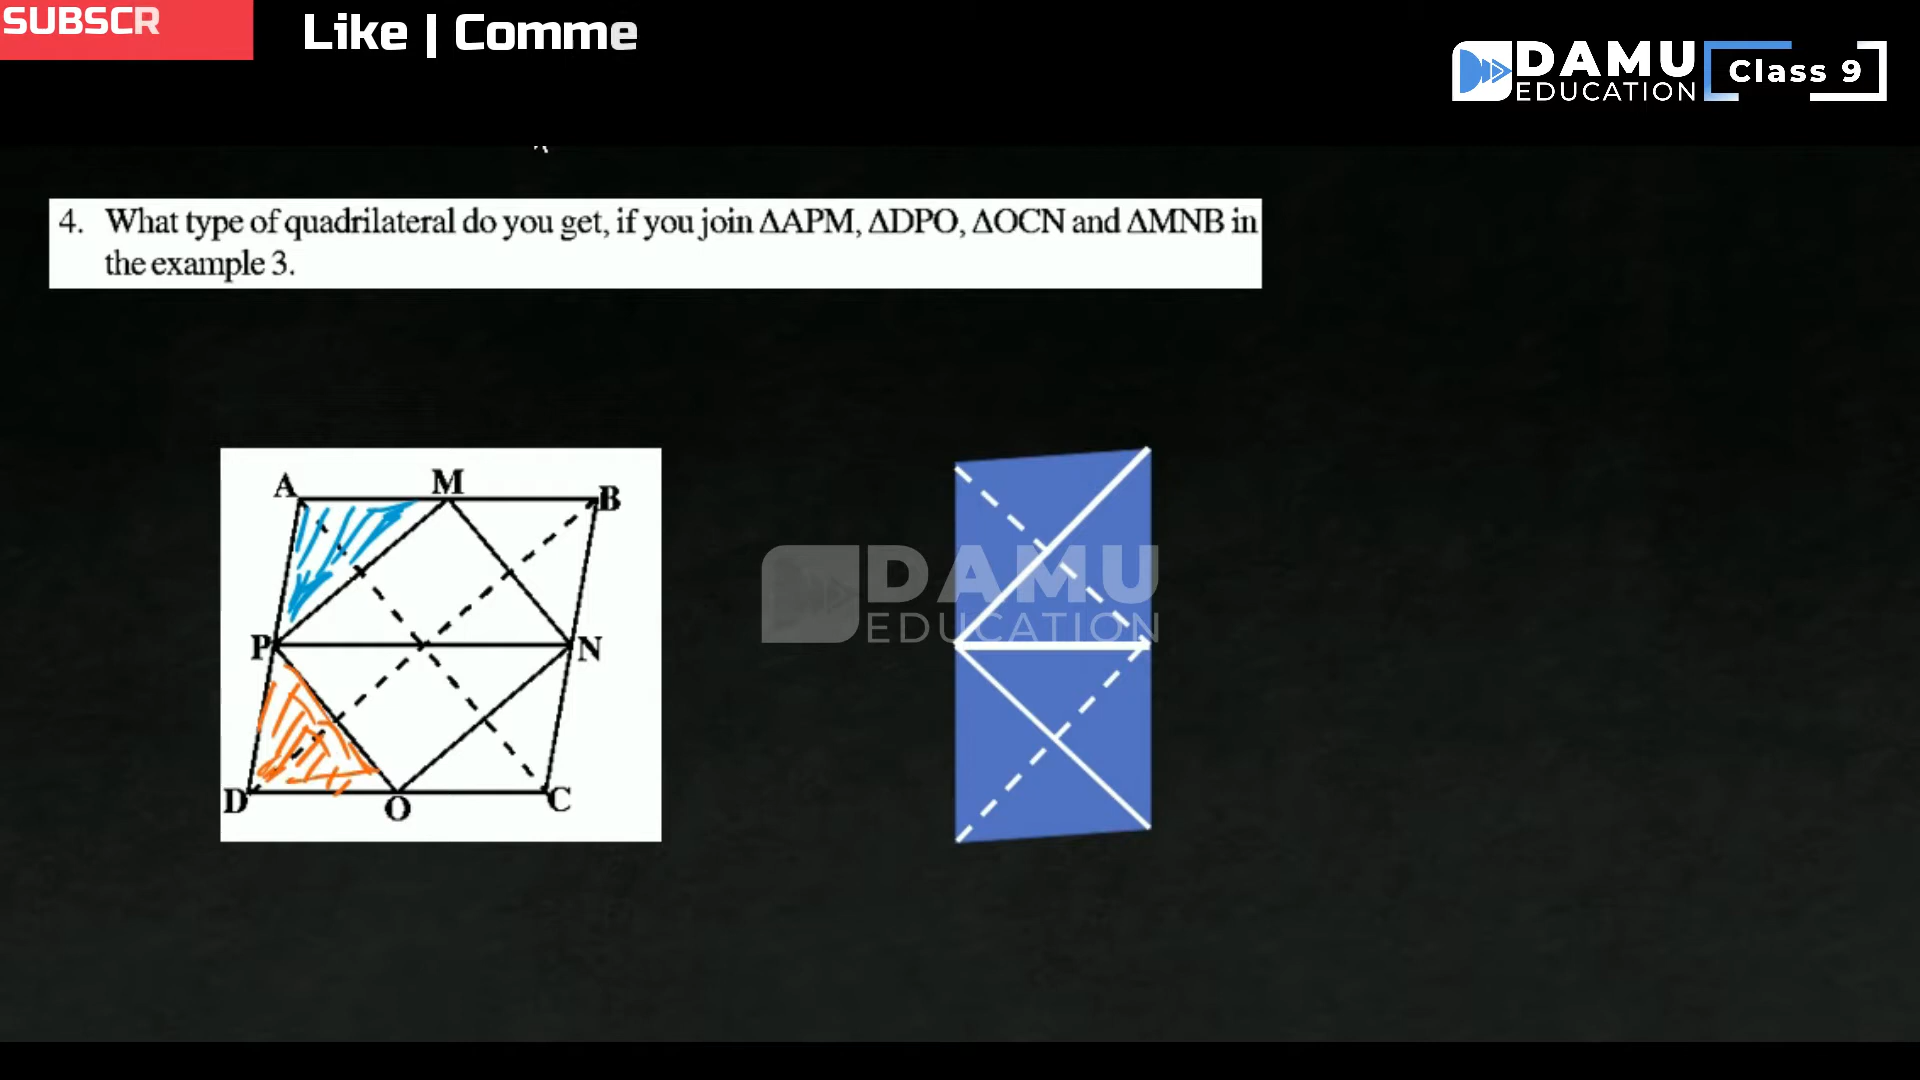 SUBSCR
Like | Comme
DAMU
EDUCATION
Class 9
4. What type of quadrilateral do you get, if you join ΔAPM, ΔDPO, ΔOCN and ΔMNB in
the example 3.
A
M
B
P
N
D
O
C
DAMU
EDUCATION